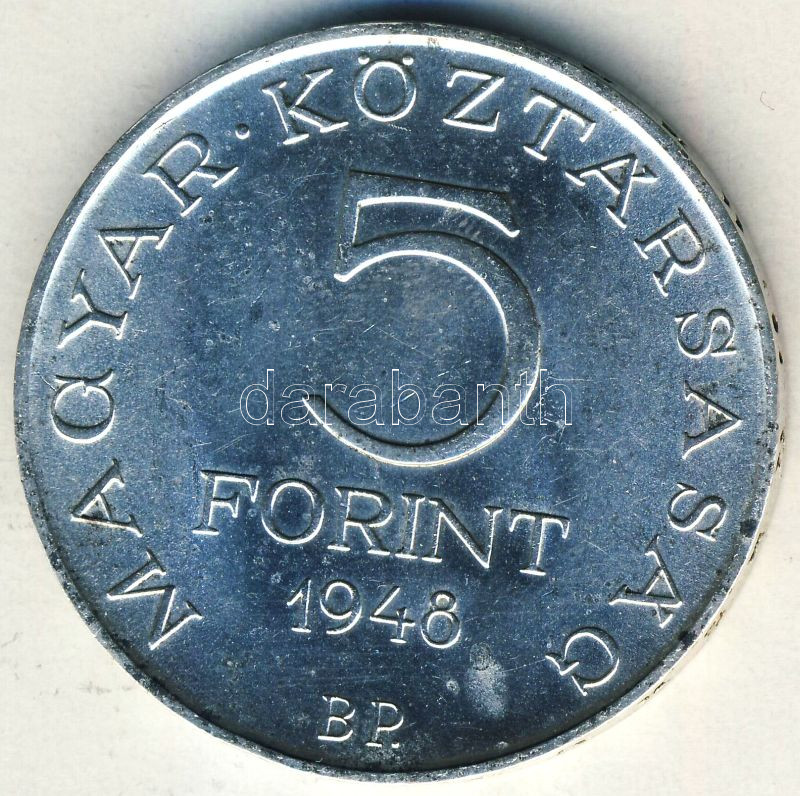 MAGYAR·KÖZTÁRSASÁG
5
darabanth
FORINT
1948
BP.